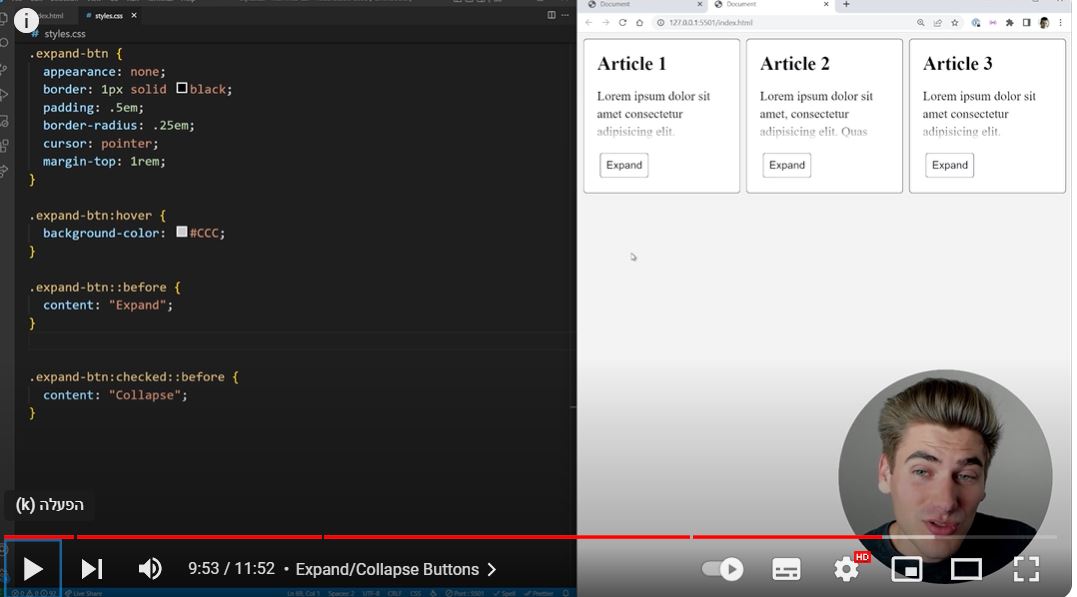 styles.css
# styles.css
.expand-btn {
appearance: none;
border: 1px solid black;
padding: .5em;
border-radius: .25em;
cursor: pointer;
margin-top: 1rem;
}
.expand-btn:hover {
background-color: #CCC;
}
.expand-btn::before {
content: "Expand";
}
.expand-btn:checked::before {
content: "Collapse";
}
Document
Document
127.0.0.1:5501/index.html
Article 1
Lorem ipsum dolor sit
amet consectetur
adipisicing elit.
Expand
Article 2
Lorem ipsum dolor sit
amet, consectetur
adipisicing elit. Quas
Expand
Article 3
Lorem ipsum dolor sit
amet consectetur
adipisicing elit.
Expand
הפעלה (k)
9:53 / 11:52 • Expand/Collapse Buttons
HD
Live Share